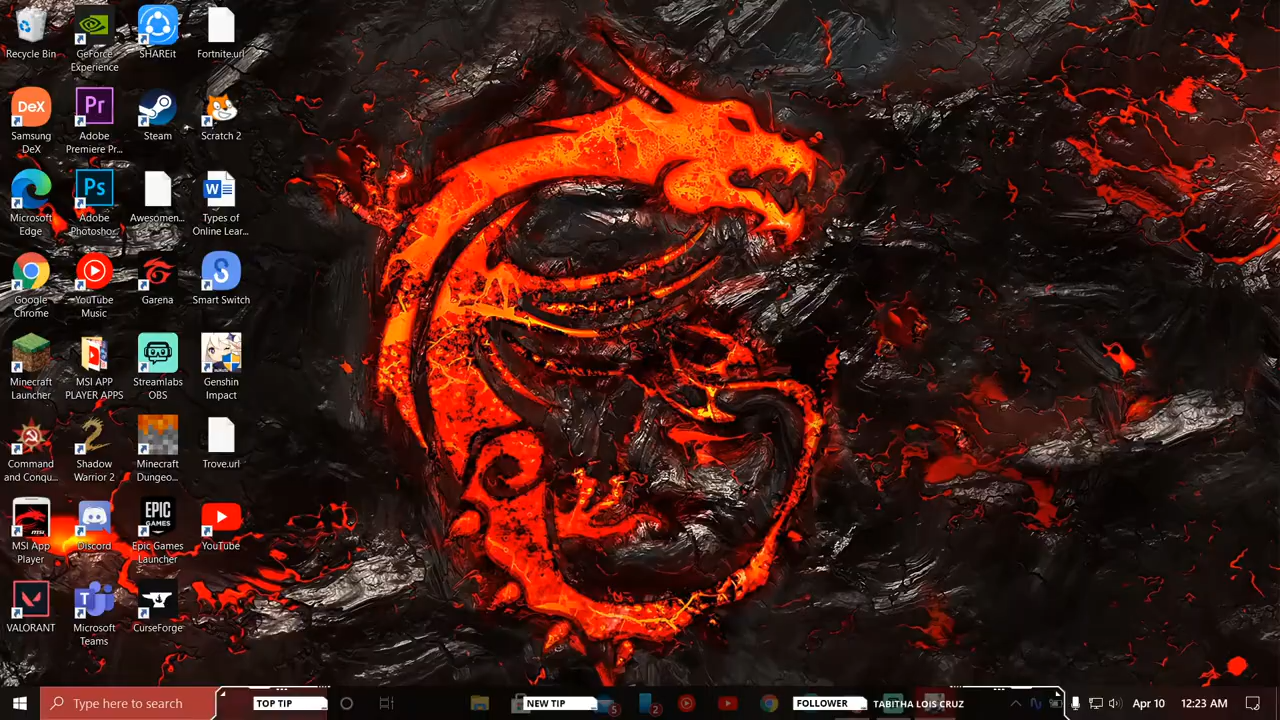 Recycle Bin
GeForce
Experience
SHAREit
Fortnite.url
DeX
Samsung
DeX
Pr
Adobe
Premiere Pr...
Steam
Scratch 2
Microsoft
Edge
Ps
Adobe
Photosho...
Awesomen...
W
Types of
Online Lear...
Google
Chrome
YouTube
Music
Garena
S
Smart Switch
Minecraft
Launcher
MSI APP
PLAYER APPS
Streamlabs
OBS
Genshin
Impact
Command
and Conqu...
Shadow
Warrior 2
Minecraft
Dungeo...
Trove.url
msi
MSI App
Player
Discord
EPIC
GAMES
Epic Games
Launcher
YouTube
VALORANT
T
Microsoft
Teams
CurseForge
Type here to search
TOP TIP
NEW TIP
5
2
FOLLOWER
TABITHA LOIS CRUZ
Apr 10
12:23 AM